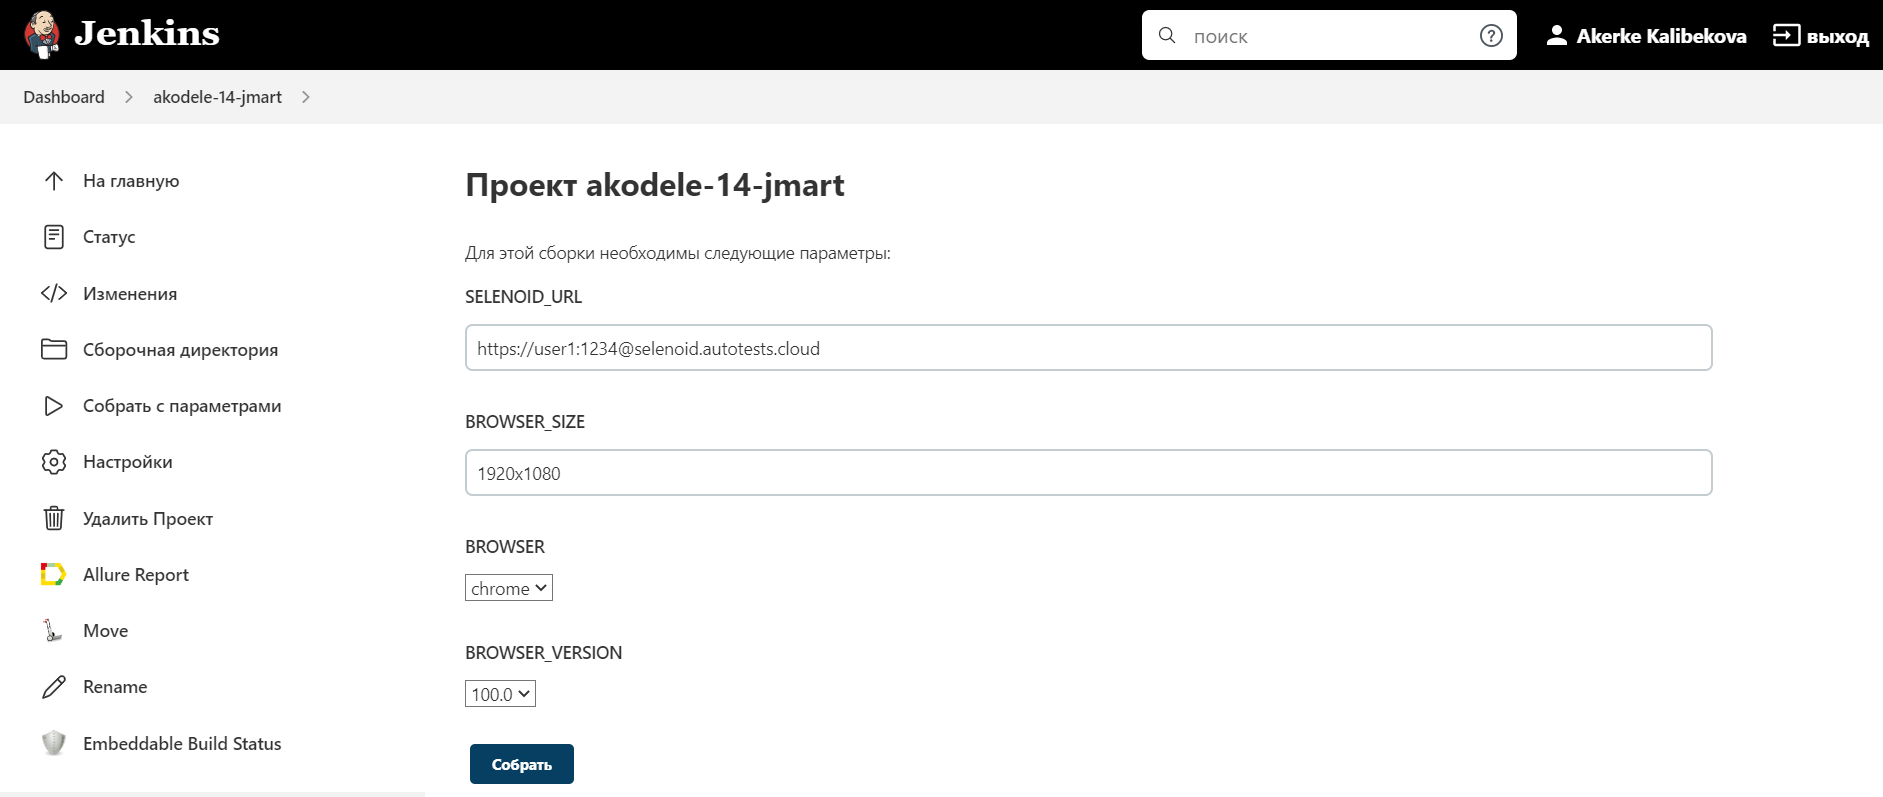 Jenkins
поиск
Akerke Kalibekova
выход
Dashboard
akodele-14-jmart
На главную
Статус
Изменения
Сборочная директория
Собрать с параметрами
Настройки
Удалить Проект
Allure Report
Move
Rename
Embeddable Build Status
Проект akodele-14-jmart
Для этой сборки необходимы следующие параметры:
SELENOID_URL
https://user1:1234@selenoid.autotests.cloud
BROWSER_SIZE
1920x1080
BROWSER
chrome
BROWSER_VERSION
100.0
Собрать